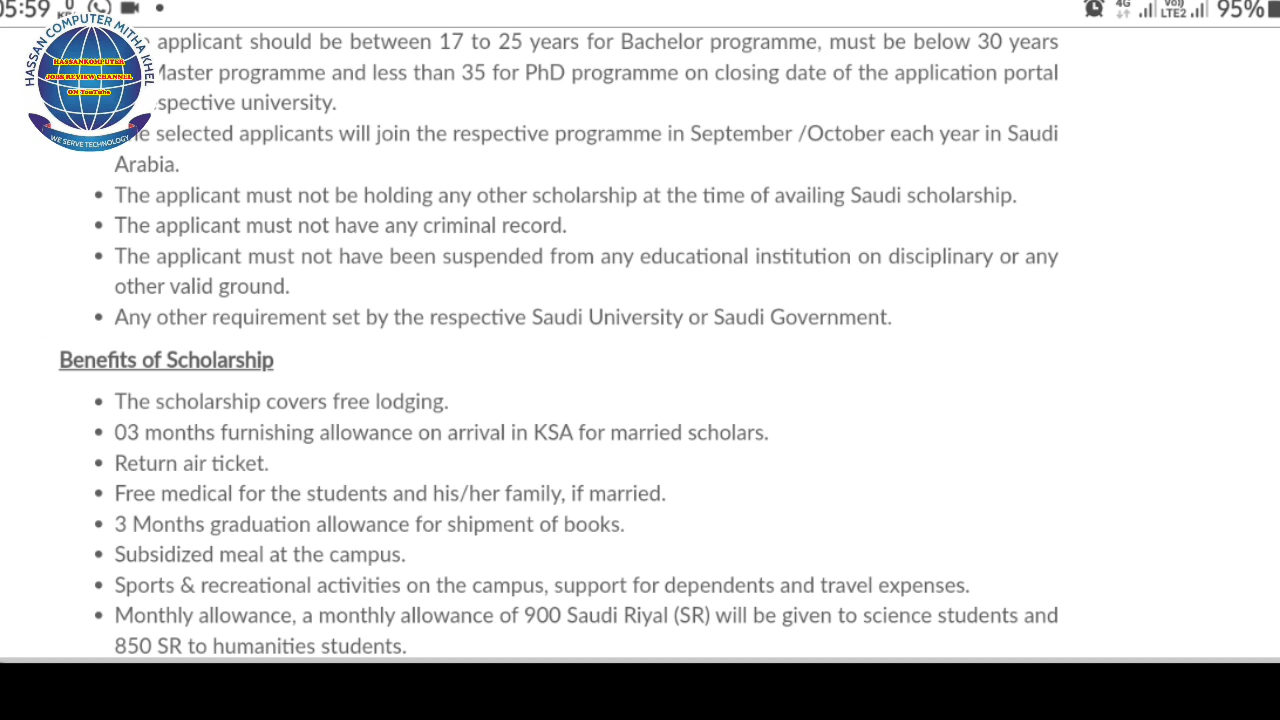 05:59
4G
LTE2
95%
HASSAN COMPUTER MITHA KHEL
HASSANKOMPUTER
JOBS REVIEW CHANNEL
ON YouTube
WE SERVE TECHNOLOGY
applicant should be between 17 to 25 years for Bachelor programme, must be below 30 years
Master programme and less than 35 for PhD programme on closing date of the application portal
university.
selected applicants will join the respective programme in September /October each year in Saudi
Arabia.
• The applicant must not be holding any other scholarship at the time of availing Saudi scholarship.
• The applicant must not have any criminal record.
• The applicant must not have been suspended from any educational institution on disciplinary or any
other valid ground.
• Any other requirement set by the respective Saudi University or Saudi Government.
Benefits of Scholarship
• The scholarship covers free lodging.
• 03 months furnishing allowance on arrival in KSA for married scholars.
• Return air ticket.
• Free medical for the students and his/her family, if married.
• 3 Months graduation allowance for shipment of books.
• Subsidized meal at the campus.
• Sports & recreational activities on the campus, support for dependents and travel expenses.
• Monthly allowance, a monthly allowance of 900 Saudi Riyal (SR) will be given to science students and
850 SR to humanities students.